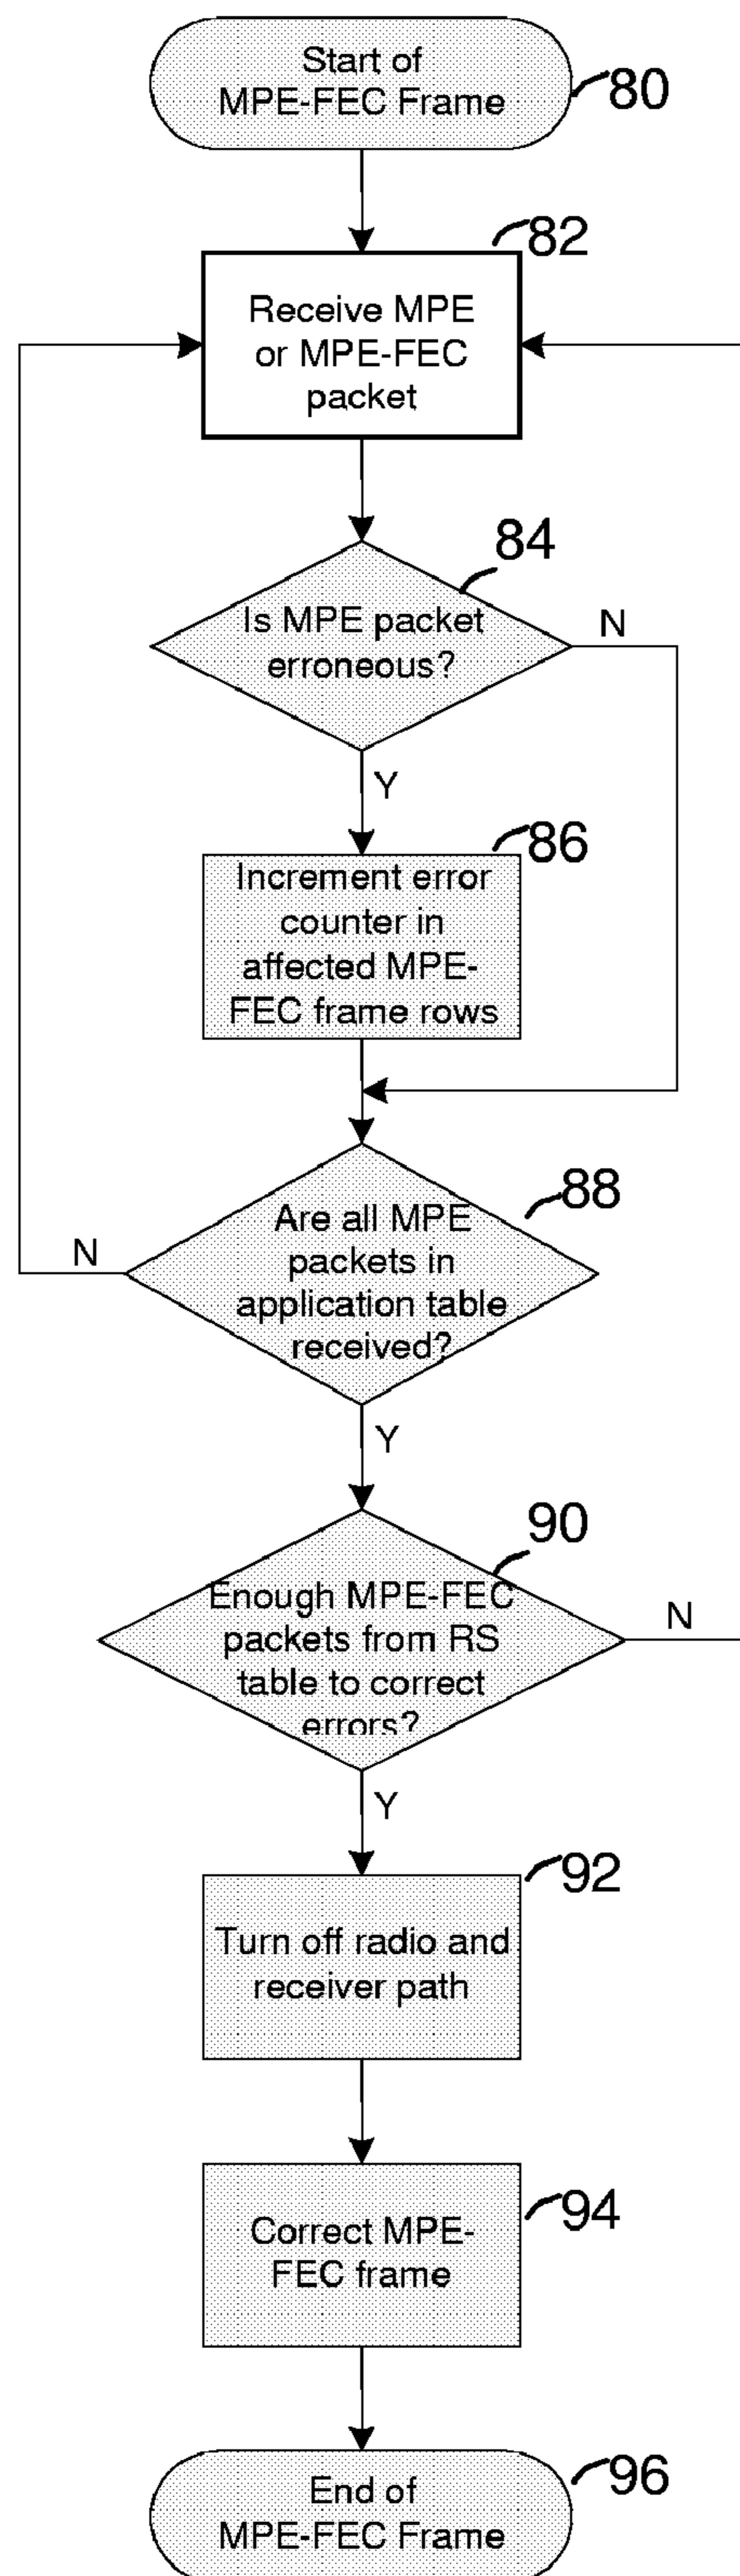 Start of
MPE-FEC Frame
80
82
Receive MPE
or MPE-FEC
packet
84
Is MPE packet
erroneous?
N
Y
86
Increment error
counter in
affected MPE-
FEC frame rows
88
Are all MPE
packets in
application table
received?
N
Y
90
Enough MPE-FEC
packets from RS
table to correct
errors?
N
Y
92
Turn off radio and
receiver path
94
Correct MPE-
FEC frame
96
End of
MPE-FEC Frame